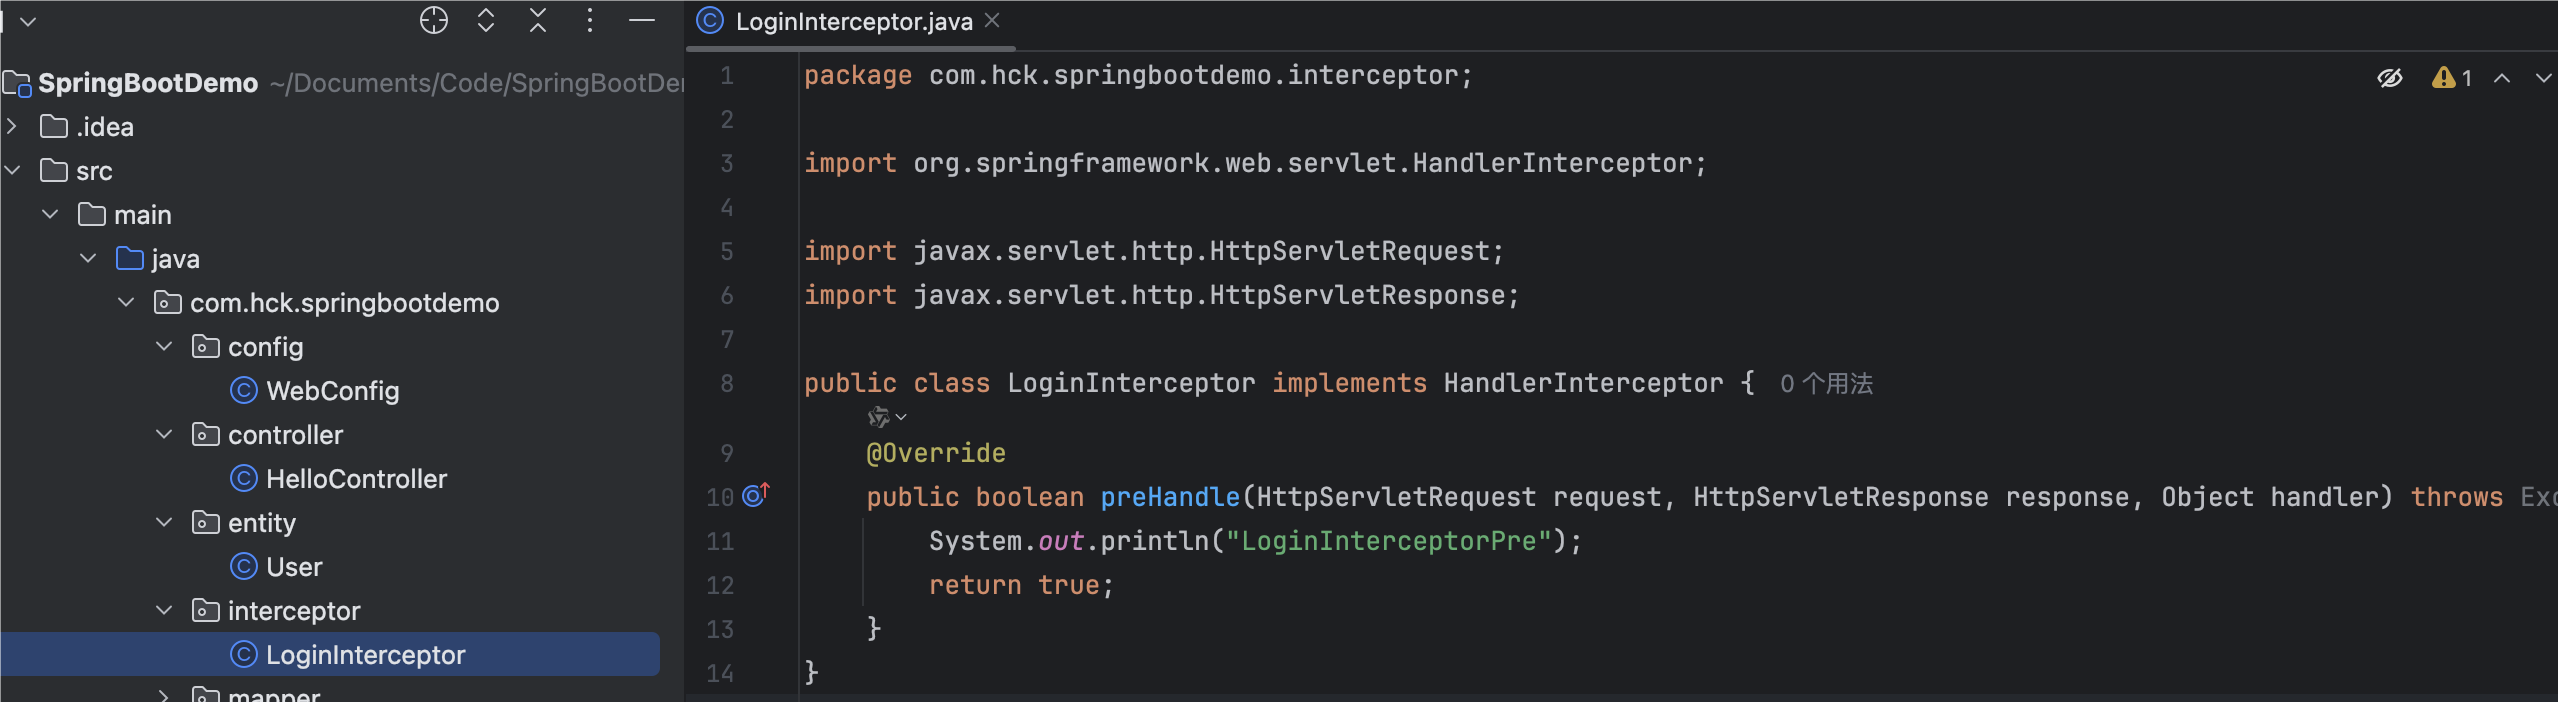 SpringBootDemo ~/Documents/Code/SpringBootDer
.idea
src
main
java
com.hck.springbootdemo
config
WebConfig
controller
HelloController
entity
User
interceptor
LoginInterceptor
mapper
LoginInterceptor.java
1 package com.hck.springbootdemo.interceptor;
2
3 import org.springframework.web.servlet.HandlerInterceptor;
4
5 import javax.servlet.http.HttpServletRequest;
6 import javax.servlet.http.HttpServletResponse;
7
8 public class LoginInterceptor implements HandlerInterceptor { 0 个用法
9 @Override
10 public boolean preHandle(HttpServletRequest request, HttpServletResponse response, Object handler) throws Exc
11 System.out.println("LoginInterceptorPre");
12 return true;
13 }
14 }
1